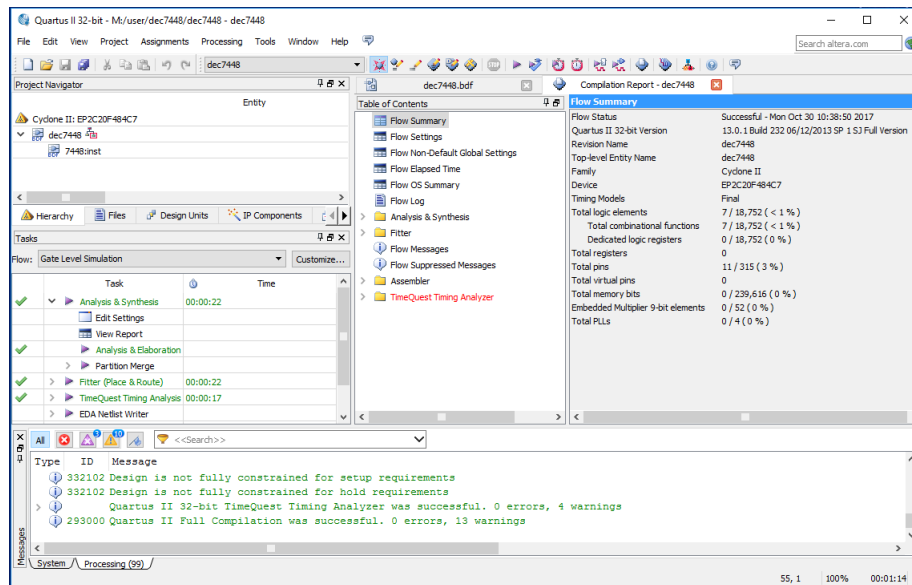 Quartus II 32-bit - M:/user/dec7448/dec7448 - dec7448
File Edit View Project Assignments Processing Tools Window Help
Search altera.com
dec7448
Project Navigator
Entity
Cyclone II: EP2C20F484C7
dec7448
7448:inst
Hierarchy Files Design Units IP Components
Tasks
Flow: Gate Level Simulation Customize...
Task Time
Analysis & Synthesis 00:00:22
Edit Settings
View Report
Analysis & Elaboration
Partition Merge
Fitter (Place & Route) 00:00:22
TimeQuest Timing Analysis 00:00:17
EDA Netlist Writer
dec7448.bdf
Compilation Report - dec7448
Table of Contents
Flow Summary
Flow Settings
Flow Non-Default Global Settings
Flow Elapsed Time
Flow OS Summary
Flow Log
Analysis & Synthesis
Fitter
Flow Messages
Flow Suppressed Messages
Assembler
TimeQuest Timing Analyzer
Flow Summary
Flow Status Successful - Mon Oct 30 10:38:50 2017
Quartus II 32-bit Version 13.0.1 Build 232 06/12/2013 SP 1 SJ Full Version
Revision Name dec7448
Top-level Entity Name dec7448
Family Cyclone II
Device EP2C20F484C7
Timing Models Final
Total logic elements 7 / 18,752 ( < 1 % )
Total combinational functions 7 / 18,752 ( < 1 % )
Dedicated logic registers 0 / 18,752 ( 0 % )
Total registers 0
Total pins 11 / 315 ( 3 % )
Total virtual pins 0
Total memory bits 0 / 239,616 ( 0 % )
Embedded Multiplier 9-bit elements 0 / 52 ( 0 % )
Total PLLs 0 / 4 ( 0 % )
All <<Search>>
Type ID Message
332102 Design is not fully constrained for setup requirements
332102 Design is not fully constrained for hold requirements
Quartus II 32-bit TimeQuest Timing Analyzer was successful. 0 errors, 4 warnings
293000 Quartus II Full Compilation was successful. 0 errors, 13 warnings
Messages
System Processing (99)
55, 1 100% 00:01:14